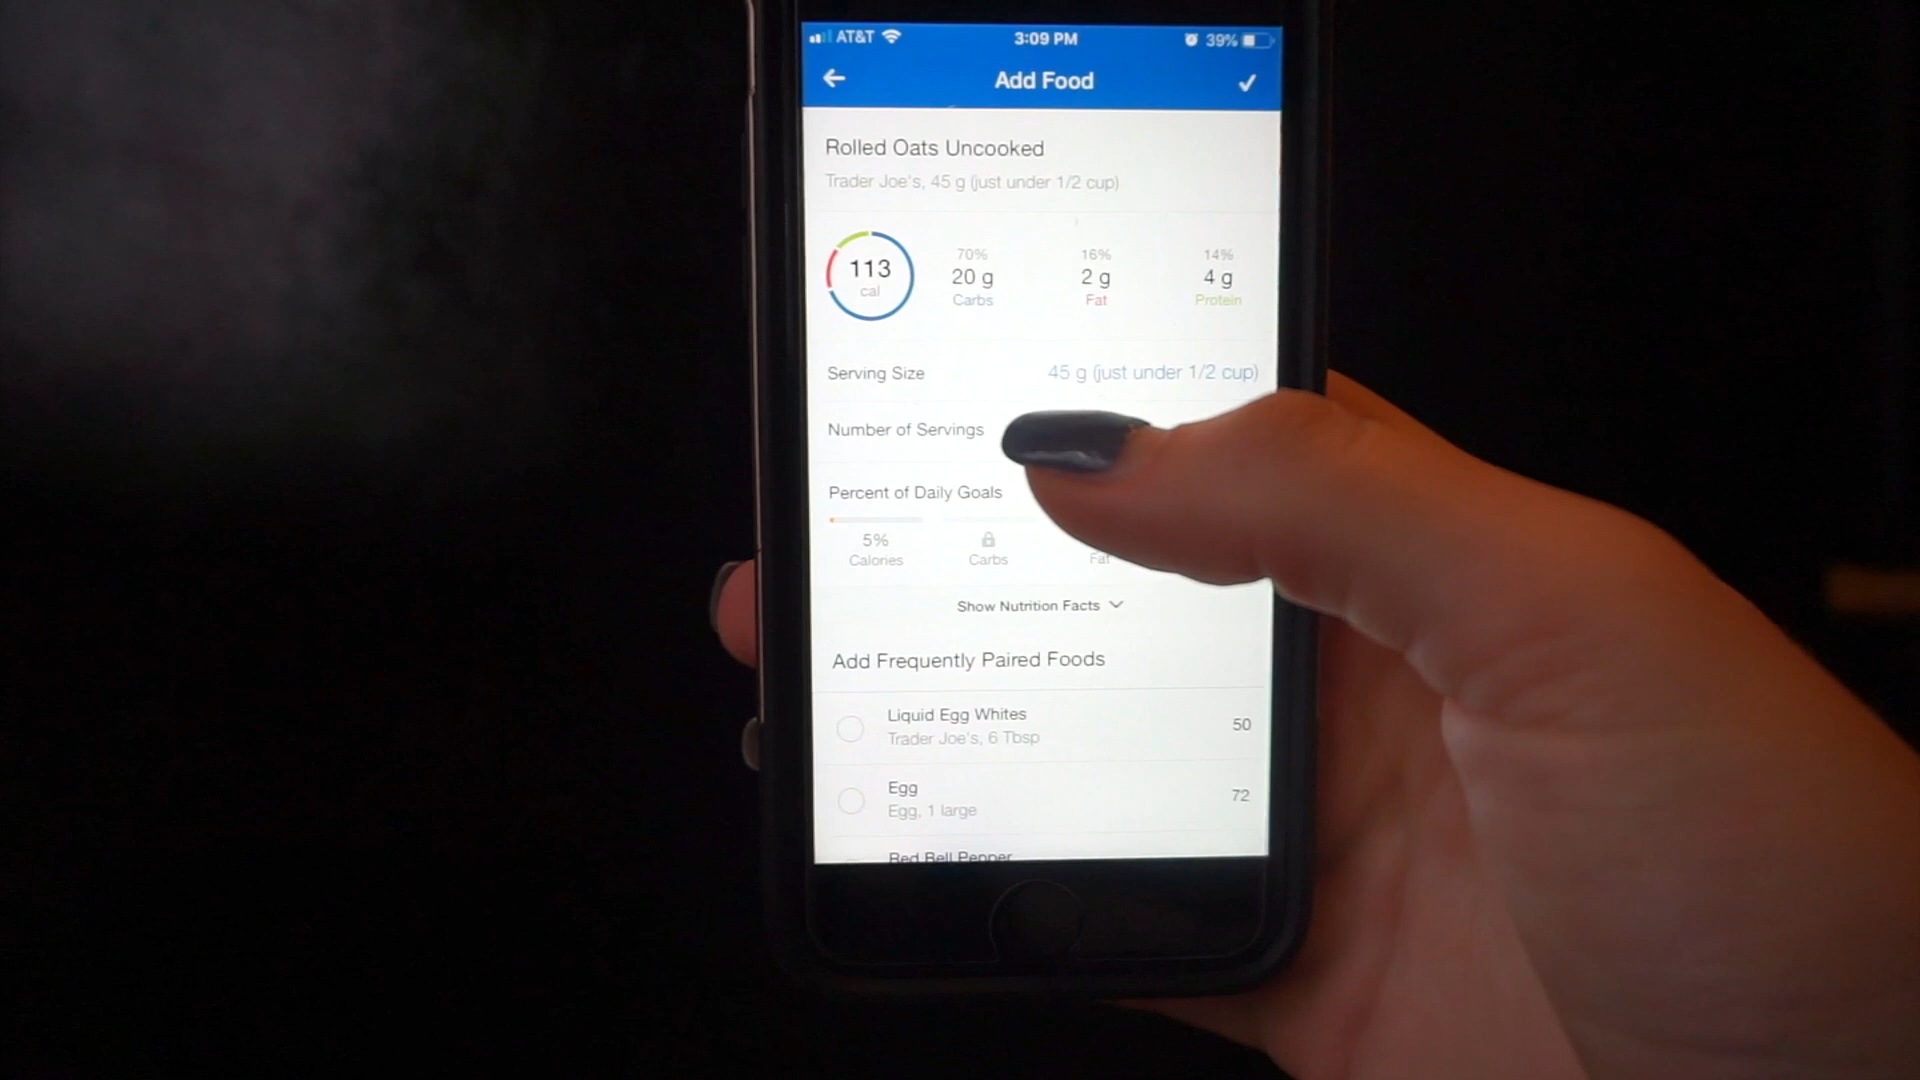 AT&T 3:09 PM 39%
Add Food
Rolled Oats Uncooked
Trader Joe's, 45 g (just under 1/2 cup)
113 cal
70% 16% 14%
20 g 2 g 4 g
Carbs Fat Protein
Serving Size 45 g (just under 1/2 cup)
Number of Servings
Percent of Daily Goals
5%
Calories Carbs Fat
Show Nutrition Facts
Add Frequently Paired Foods
Liquid Egg Whites 50
Trader Joe's, 6 Tbsp
Egg 72
Egg, 1 large
Red Bell Pepper